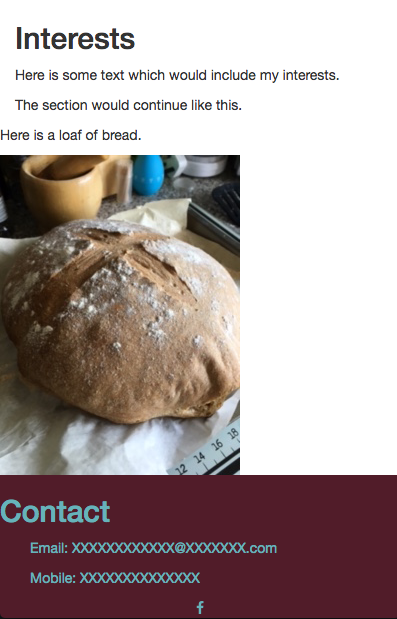 Interests
Here is some text which would include my interests.
The section would continue like this.
Here is a loaf of bread.
12 14 16 18
Contact
Email: XXXXXXXXXXXX@XXXXXXX.com
Mobile: XXXXXXXXXXXXXX